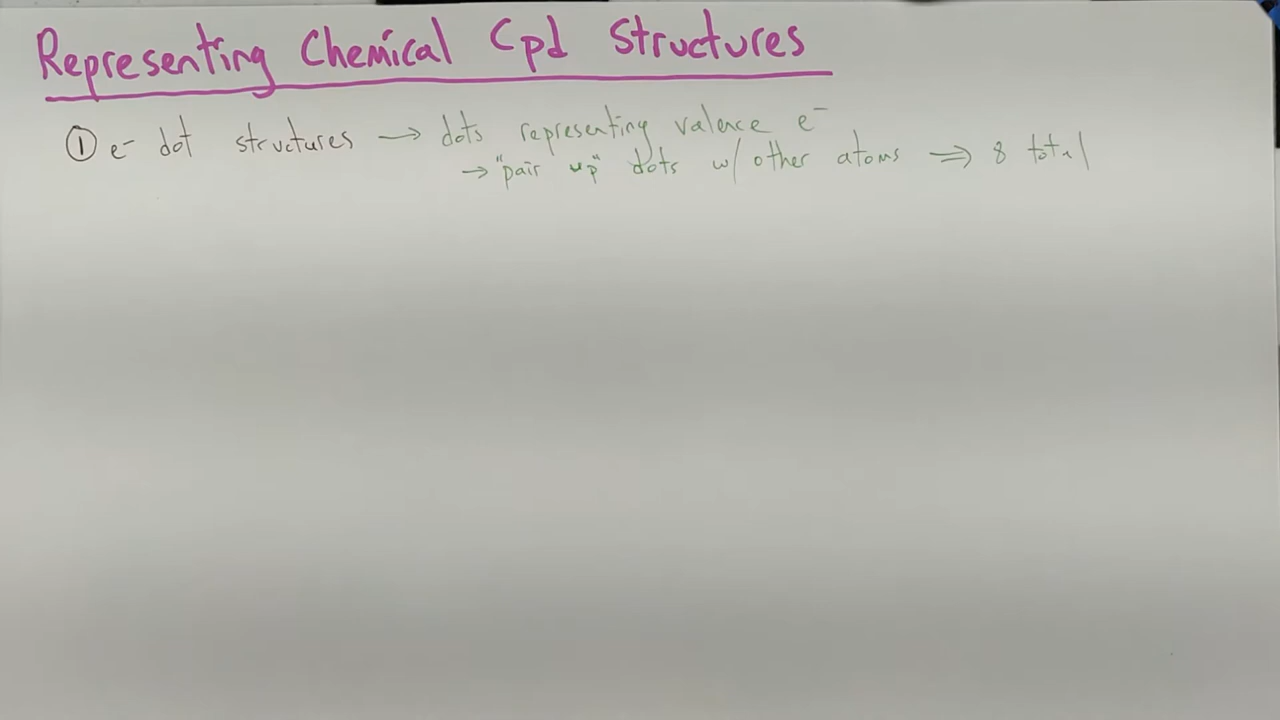 Representing Chemical Cpd Structures
① e⁻ dot structures → dots representing valence e⁻
→ "pair up" dots w/ other atoms ⇒ 8 total